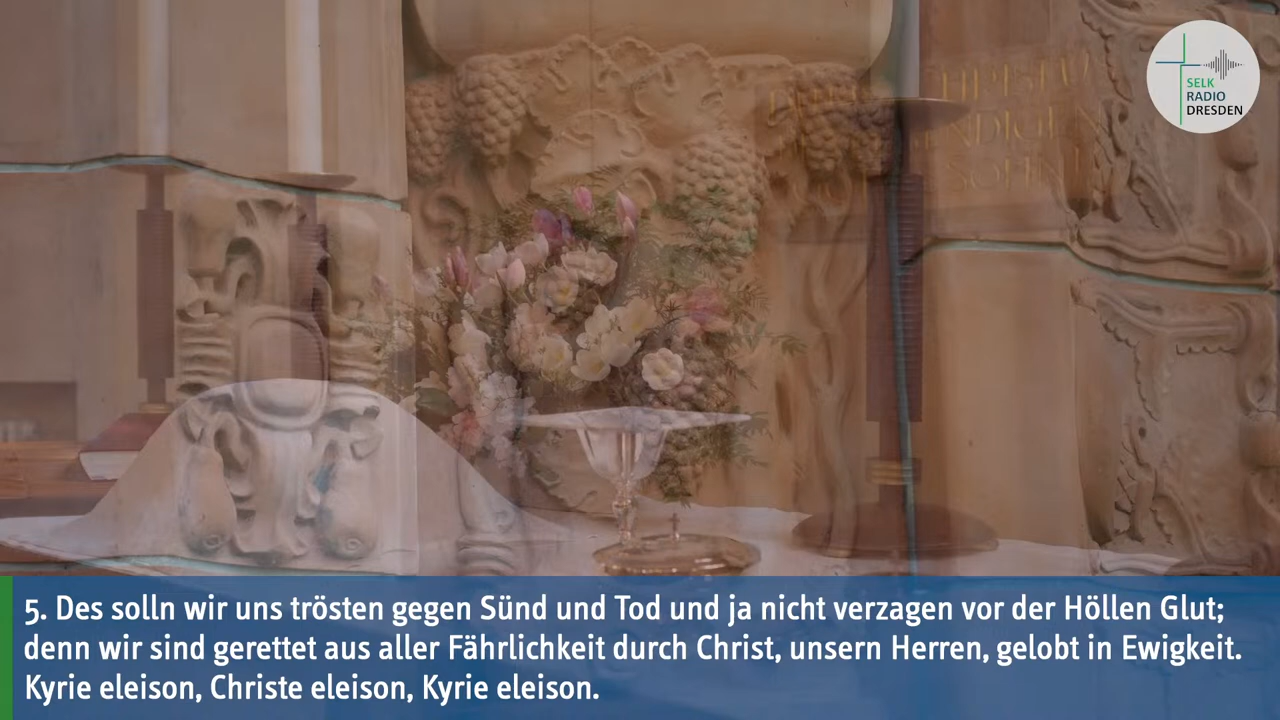 SELK
RADIO
DRESDEN
5. Des solln wir uns trösten gegen Sünd und Tod und ja nicht verzagen vor der Höllen Glut;
denn wir sind gerettet aus aller Fährlichkeit durch Christ, unsern Herren, gelobt in Ewigkeit.
Kyrie eleison, Christe eleison, Kyrie eleison.